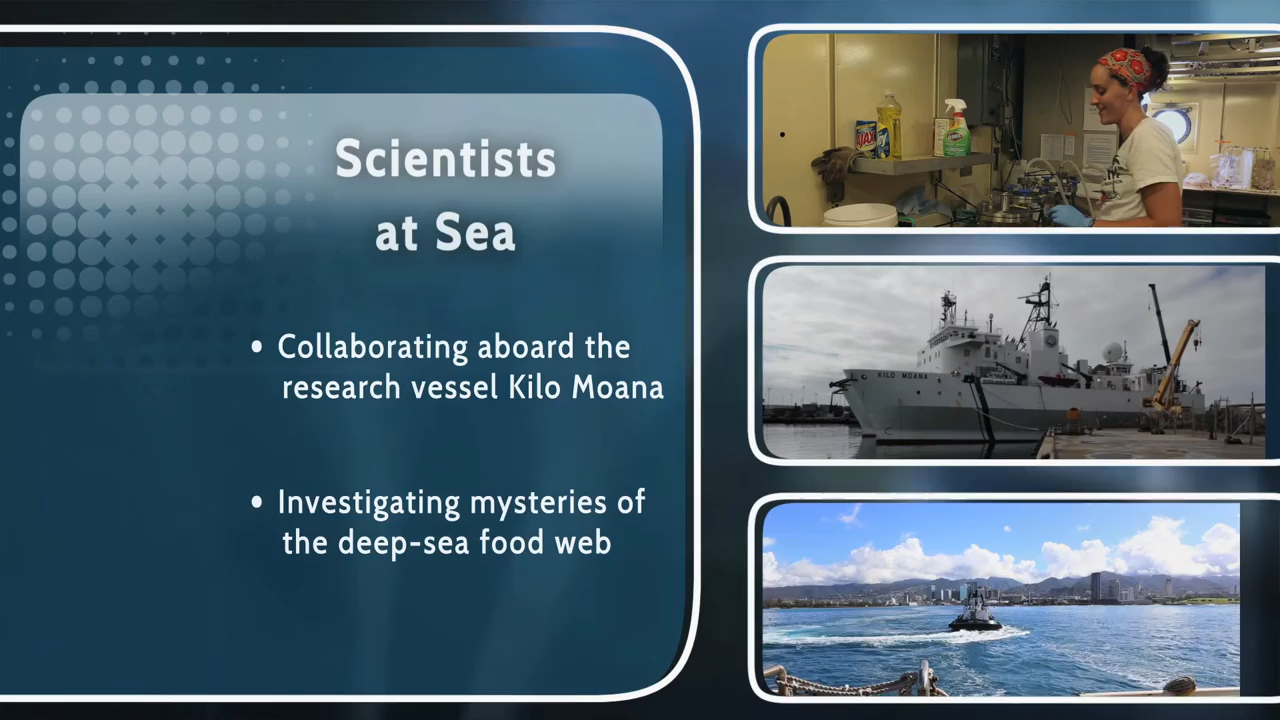 Scientists
at Sea
• Collaborating aboard the
research vessel Kilo Moana
• Investigating mysteries of
the deep-sea food web
AJAX
KILO MOANA